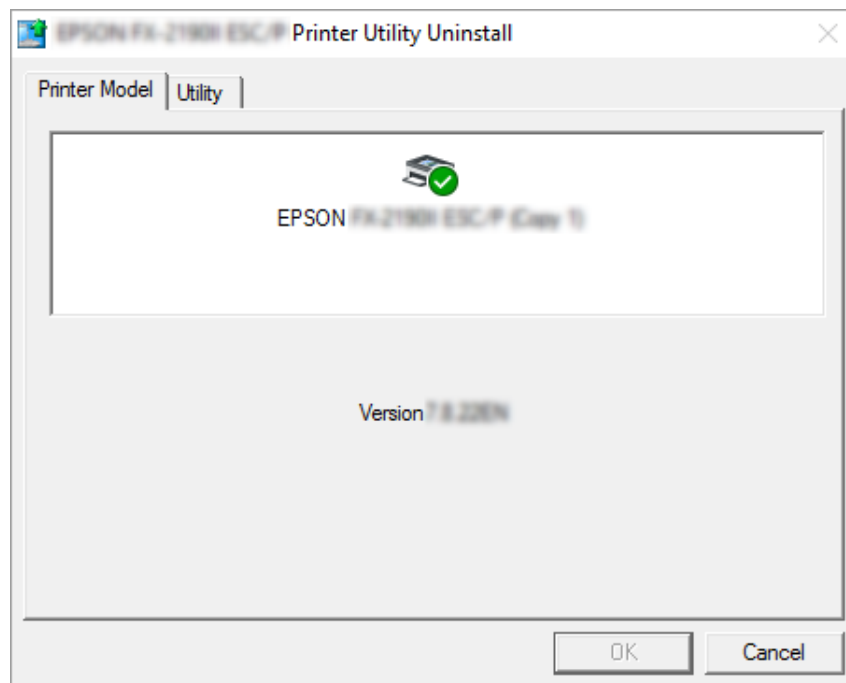 Printer Utility Uninstall
Printer Model
Utility
EPSON
Version
OK
Cancel